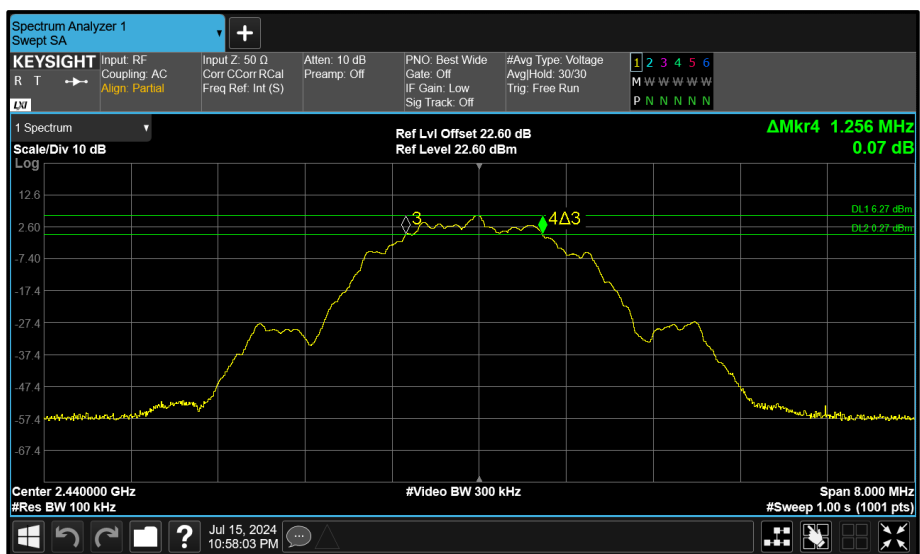 Spectrum Analyzer 1
Swept SA
+
KEYSIGHT
R T
LXI
Input: RF
Coupling: AC
Align: Partial
Input Z: 50 Ω
Corr CCorr RCal
Freq Ref: Int (S)
Atten: 10 dB
Preamp: Off
PNO: Best Wide
Gate: Off
IF Gain: Low
Sig Track: Off
#Avg Type: Voltage
Avg|Hold: 30/30
Trig: Free Run
1 2 3 4 5 6
M W W W W W
P N N N N N
1 Spectrum
Scale/Div 10 dB
Log
Ref Lvl Offset 22.60 dB
Ref Level 22.60 dBm
ΔMkr4 1.256 MHz
0.07 dB
12.6
2.60
-7.40
-17.4
-27.4
-37.4
-47.4
-57.4
-67.4
3
4Δ3
DL1 6.27 dBm
DL2 0.27 dBm
Center 2.440000 GHz
#Res BW 100 kHz
#Video BW 300 kHz
Span 8.000 MHz
#Sweep 1.00 s (1001 pts)
?
Jul 15, 2024
10:58:03 PM